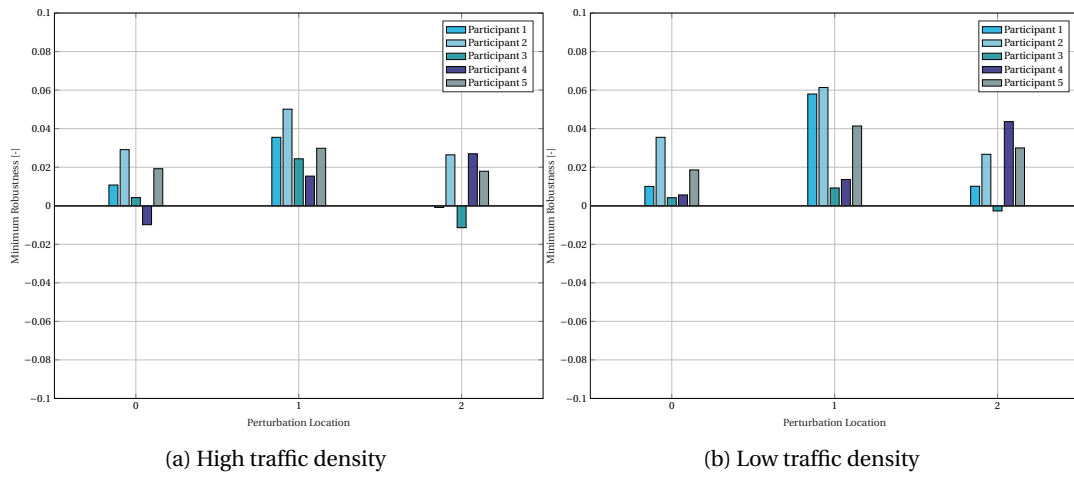 0.1
0.08
0.06
0.04
0.02
0
−0.02
−0.04
−0.06
−0.08
−0.1
Minimum Robustness [-]
0
1
2
Perturbation Location
Participant 1
Participant 2
Participant 3
Participant 4
Participant 5
(a) High traffic density
0.1
0.08
0.06
0.04
0.02
0
−0.02
−0.04
−0.06
−0.08
−0.1
Minimum Robustness [-]
0
1
2
Perturbation Location
Participant 1
Participant 2
Participant 3
Participant 4
Participant 5
(b) Low traffic density